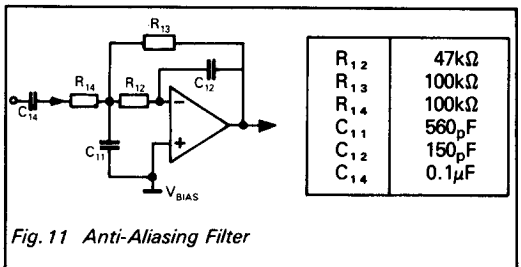 R13
R14
R12
C12
C14
C11
VBIAS
R12 47kΩ
R13 100kΩ
R14 100kΩ
C11 560pF
C12 150pF
C14 0.1μF
Fig. 11 Anti-Aliasing Filter